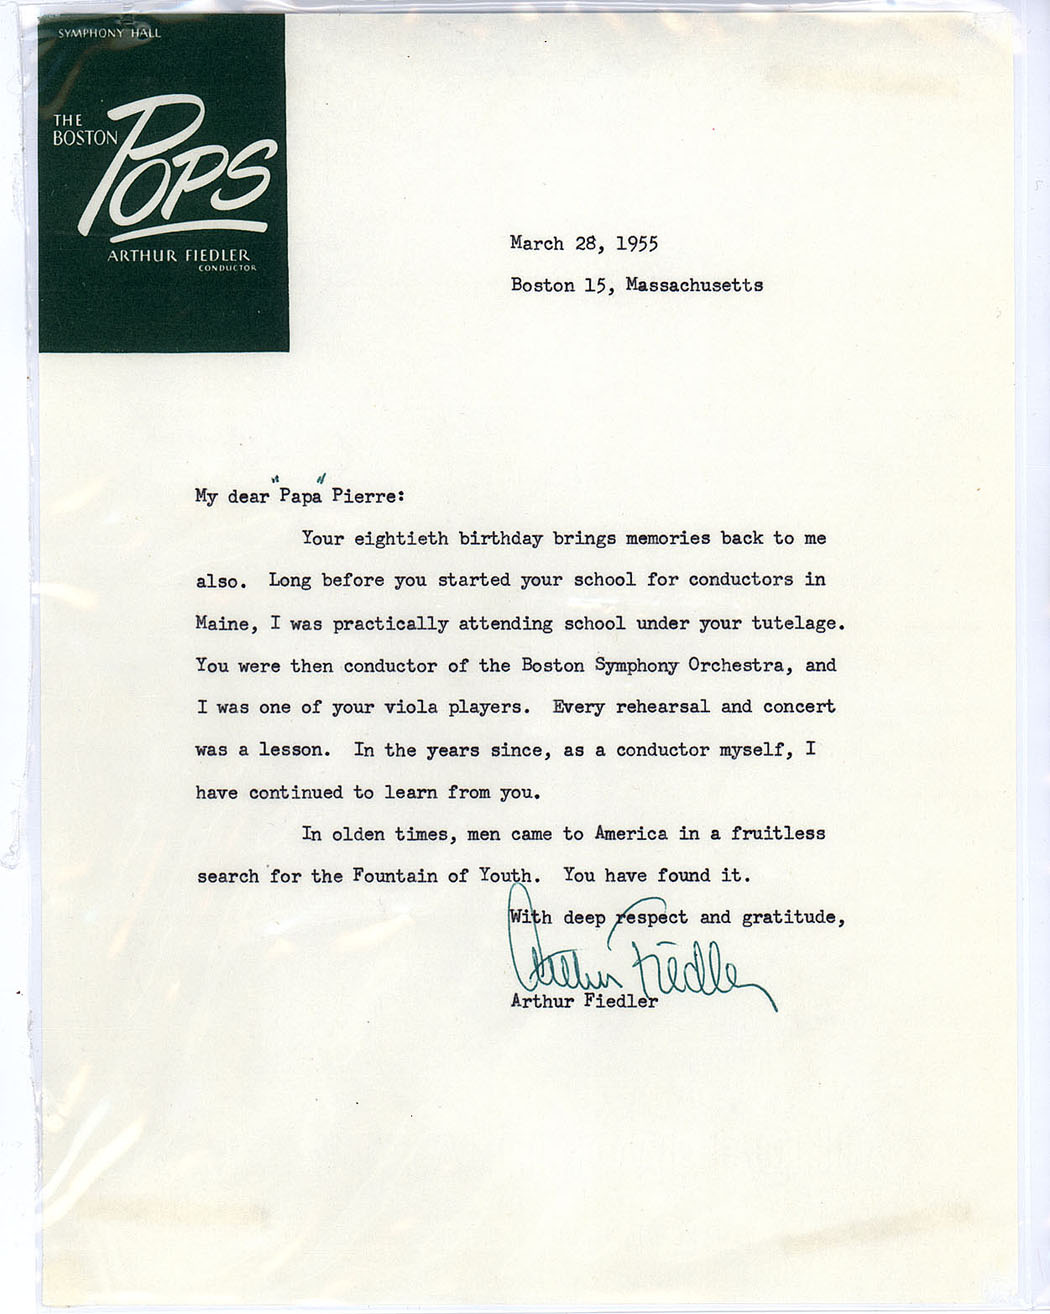 SYMPHONY HALL
THE
BOSTON
POPS
ARTHUR FIEDLER
CONDUCTOR
March 28, 1955
Boston 15, Massachusetts
My dear "Papa" Pierre:
Your eightieth birthday brings memories back to me
also. Long before you started your school for conductors in
Maine, I was practically attending school under your tutelage.
You were then conductor of the Boston Symphony Orchestra, and
I was one of your viola players. Every rehearsal and concert
was a lesson. In the years since, as a conductor myself, I
have continued to learn from you.
In olden times, men came to America in a fruitless
search for the Fountain of Youth. You have found it.
With deep respect and gratitude,
Arthur Fiedler
Arthur Fiedler